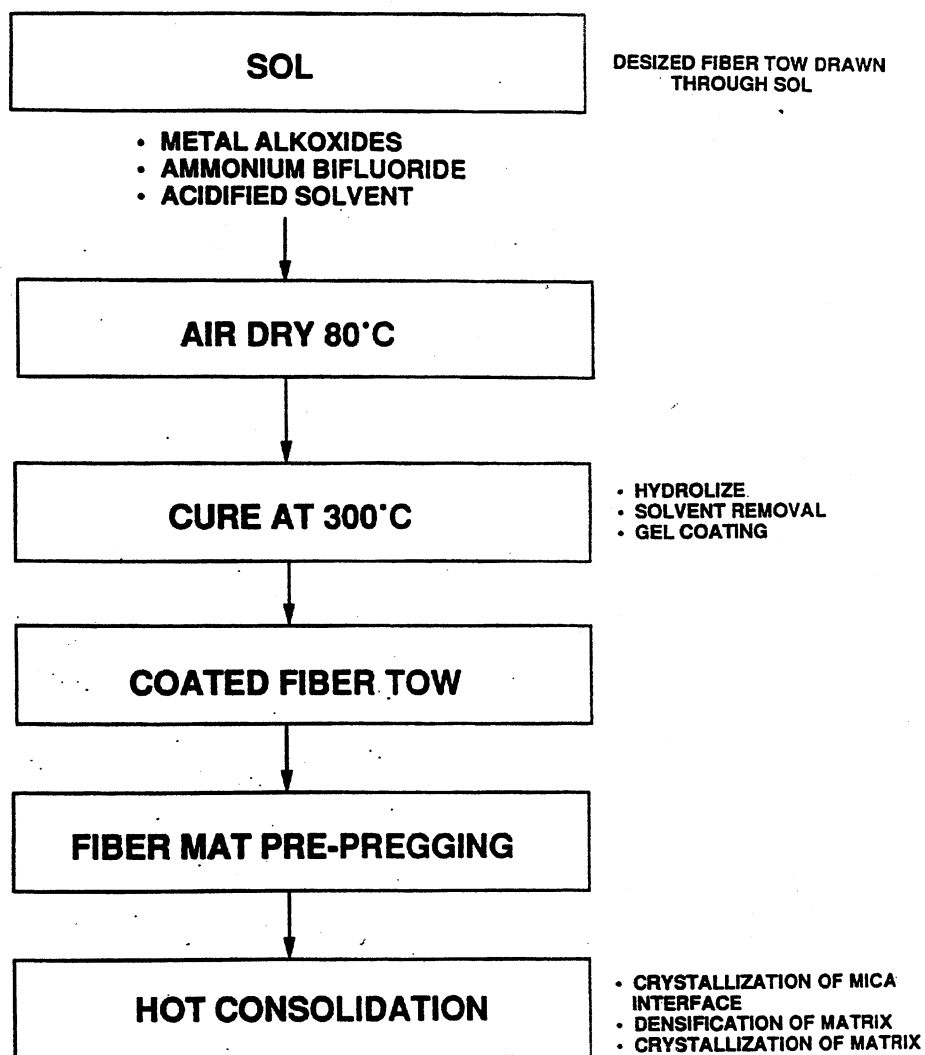 SOL
DESIZED FIBER TOW DRAWN
THROUGH SOL
• METAL ALKOXIDES
• AMMONIUM BIFLUORIDE
• ACIDIFIED SOLVENT
AIR DRY 80°C
CURE AT 300°C
• HYDROLIZE
• SOLVENT REMOVAL
• GEL COATING
COATED FIBER TOW
FIBER MAT PRE-PREGGING
HOT CONSOLIDATION
• CRYSTALLIZATION OF MICA
INTERFACE
• DENSIFICATION OF MATRIX
• CRYSTALLIZATION OF MATRIX